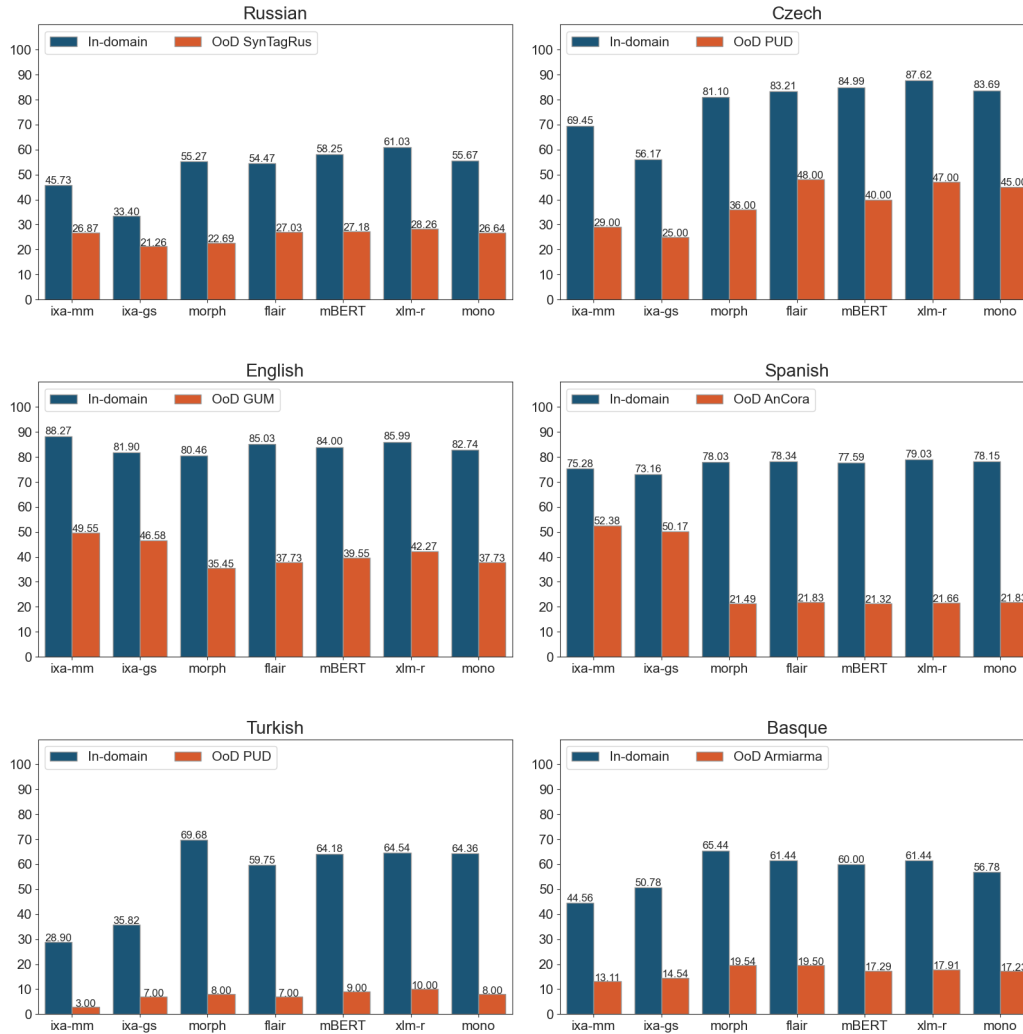 Russian
In-domain OoD SynTagRus
100
90
80
70
60
50
40
30
20
10
0
45.73 33.40 55.27 54.47 58.25 61.03 55.67
26.87 21.26 22.69 27.03 27.18 28.26 26.64
ixa-mm ixa-gs morph flair mBERT xlm-r mono
Czech
In-domain OoD PUD
100
90
80
70
60
50
40
30
20
10
0
69.45 56.17 81.10 83.21 84.99 87.62 83.69
29.00 25.00 36.00 48.00 40.00 47.00 45.00
ixa-mm ixa-gs morph flair mBERT xlm-r mono
English
In-domain OoD GUM
100
90
80
70
60
50
40
30
20
10
0
88.27 81.90 80.46 85.03 84.00 85.99 82.74
49.55 46.58 35.45 37.73 39.55 42.27 37.73
ixa-mm ixa-gs morph flair mBERT xlm-r mono
Spanish
In-domain OoD AnCora
100
90
80
70
60
50
40
30
20
10
0
75.28 73.16 78.03 78.34 77.59 79.03 78.15
52.38 50.17 21.49 21.83 21.32 21.66 21.83
ixa-mm ixa-gs morph flair mBERT xlm-r mono
Turkish
In-domain OoD PUD
100
90
80
70
60
50
40
30
20
10
0
28.90 35.82 69.68 59.75 64.18 64.54 64.36
3.00 7.00 8.00 7.00 9.00 10.00 8.00
ixa-mm ixa-gs morph flair mBERT xlm-r mono
Basque
In-domain OoD Armiarma
100
90
80
70
60
50
40
30
20
10
0
44.56 50.78 65.44 61.44 60.00 61.44 56.78
13.11 14.54 19.54 19.50 17.29 17.91 17.23
ixa-mm ixa-gs morph flair mBERT xlm-r mono